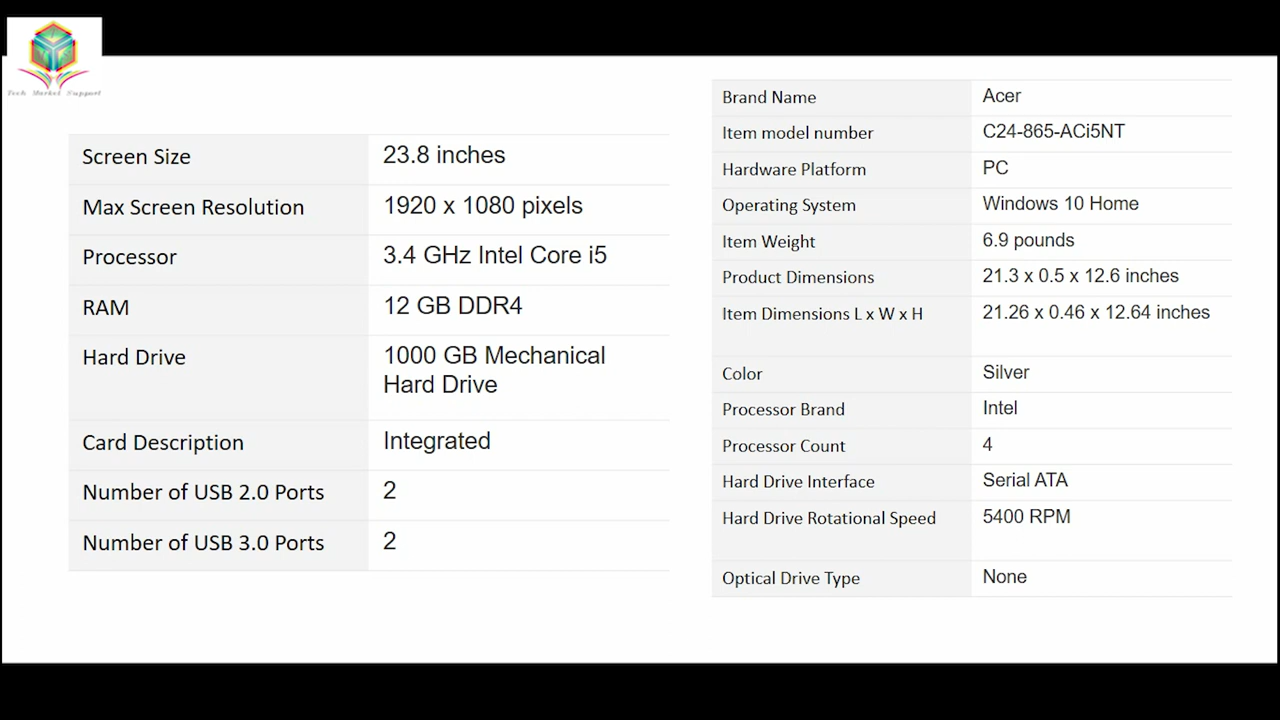 Tech Market Support
Screen Size 23.8 inches
Max Screen Resolution 1920 x 1080 pixels
Processor 3.4 GHz Intel Core i5
RAM 12 GB DDR4
Hard Drive 1000 GB Mechanical
Hard Drive
Card Description Integrated
Number of USB 2.0 Ports 2
Number of USB 3.0 Ports 2
Brand Name Acer
Item model number C24-865-ACi5NT
Hardware Platform PC
Operating System Windows 10 Home
Item Weight 6.9 pounds
Product Dimensions 21.3 x 0.5 x 12.6 inches
Item Dimensions L x W x H 21.26 x 0.46 x 12.64 inches
Color Silver
Processor Brand Intel
Processor Count 4
Hard Drive Interface Serial ATA
Hard Drive Rotational Speed 5400 RPM
Optical Drive Type None